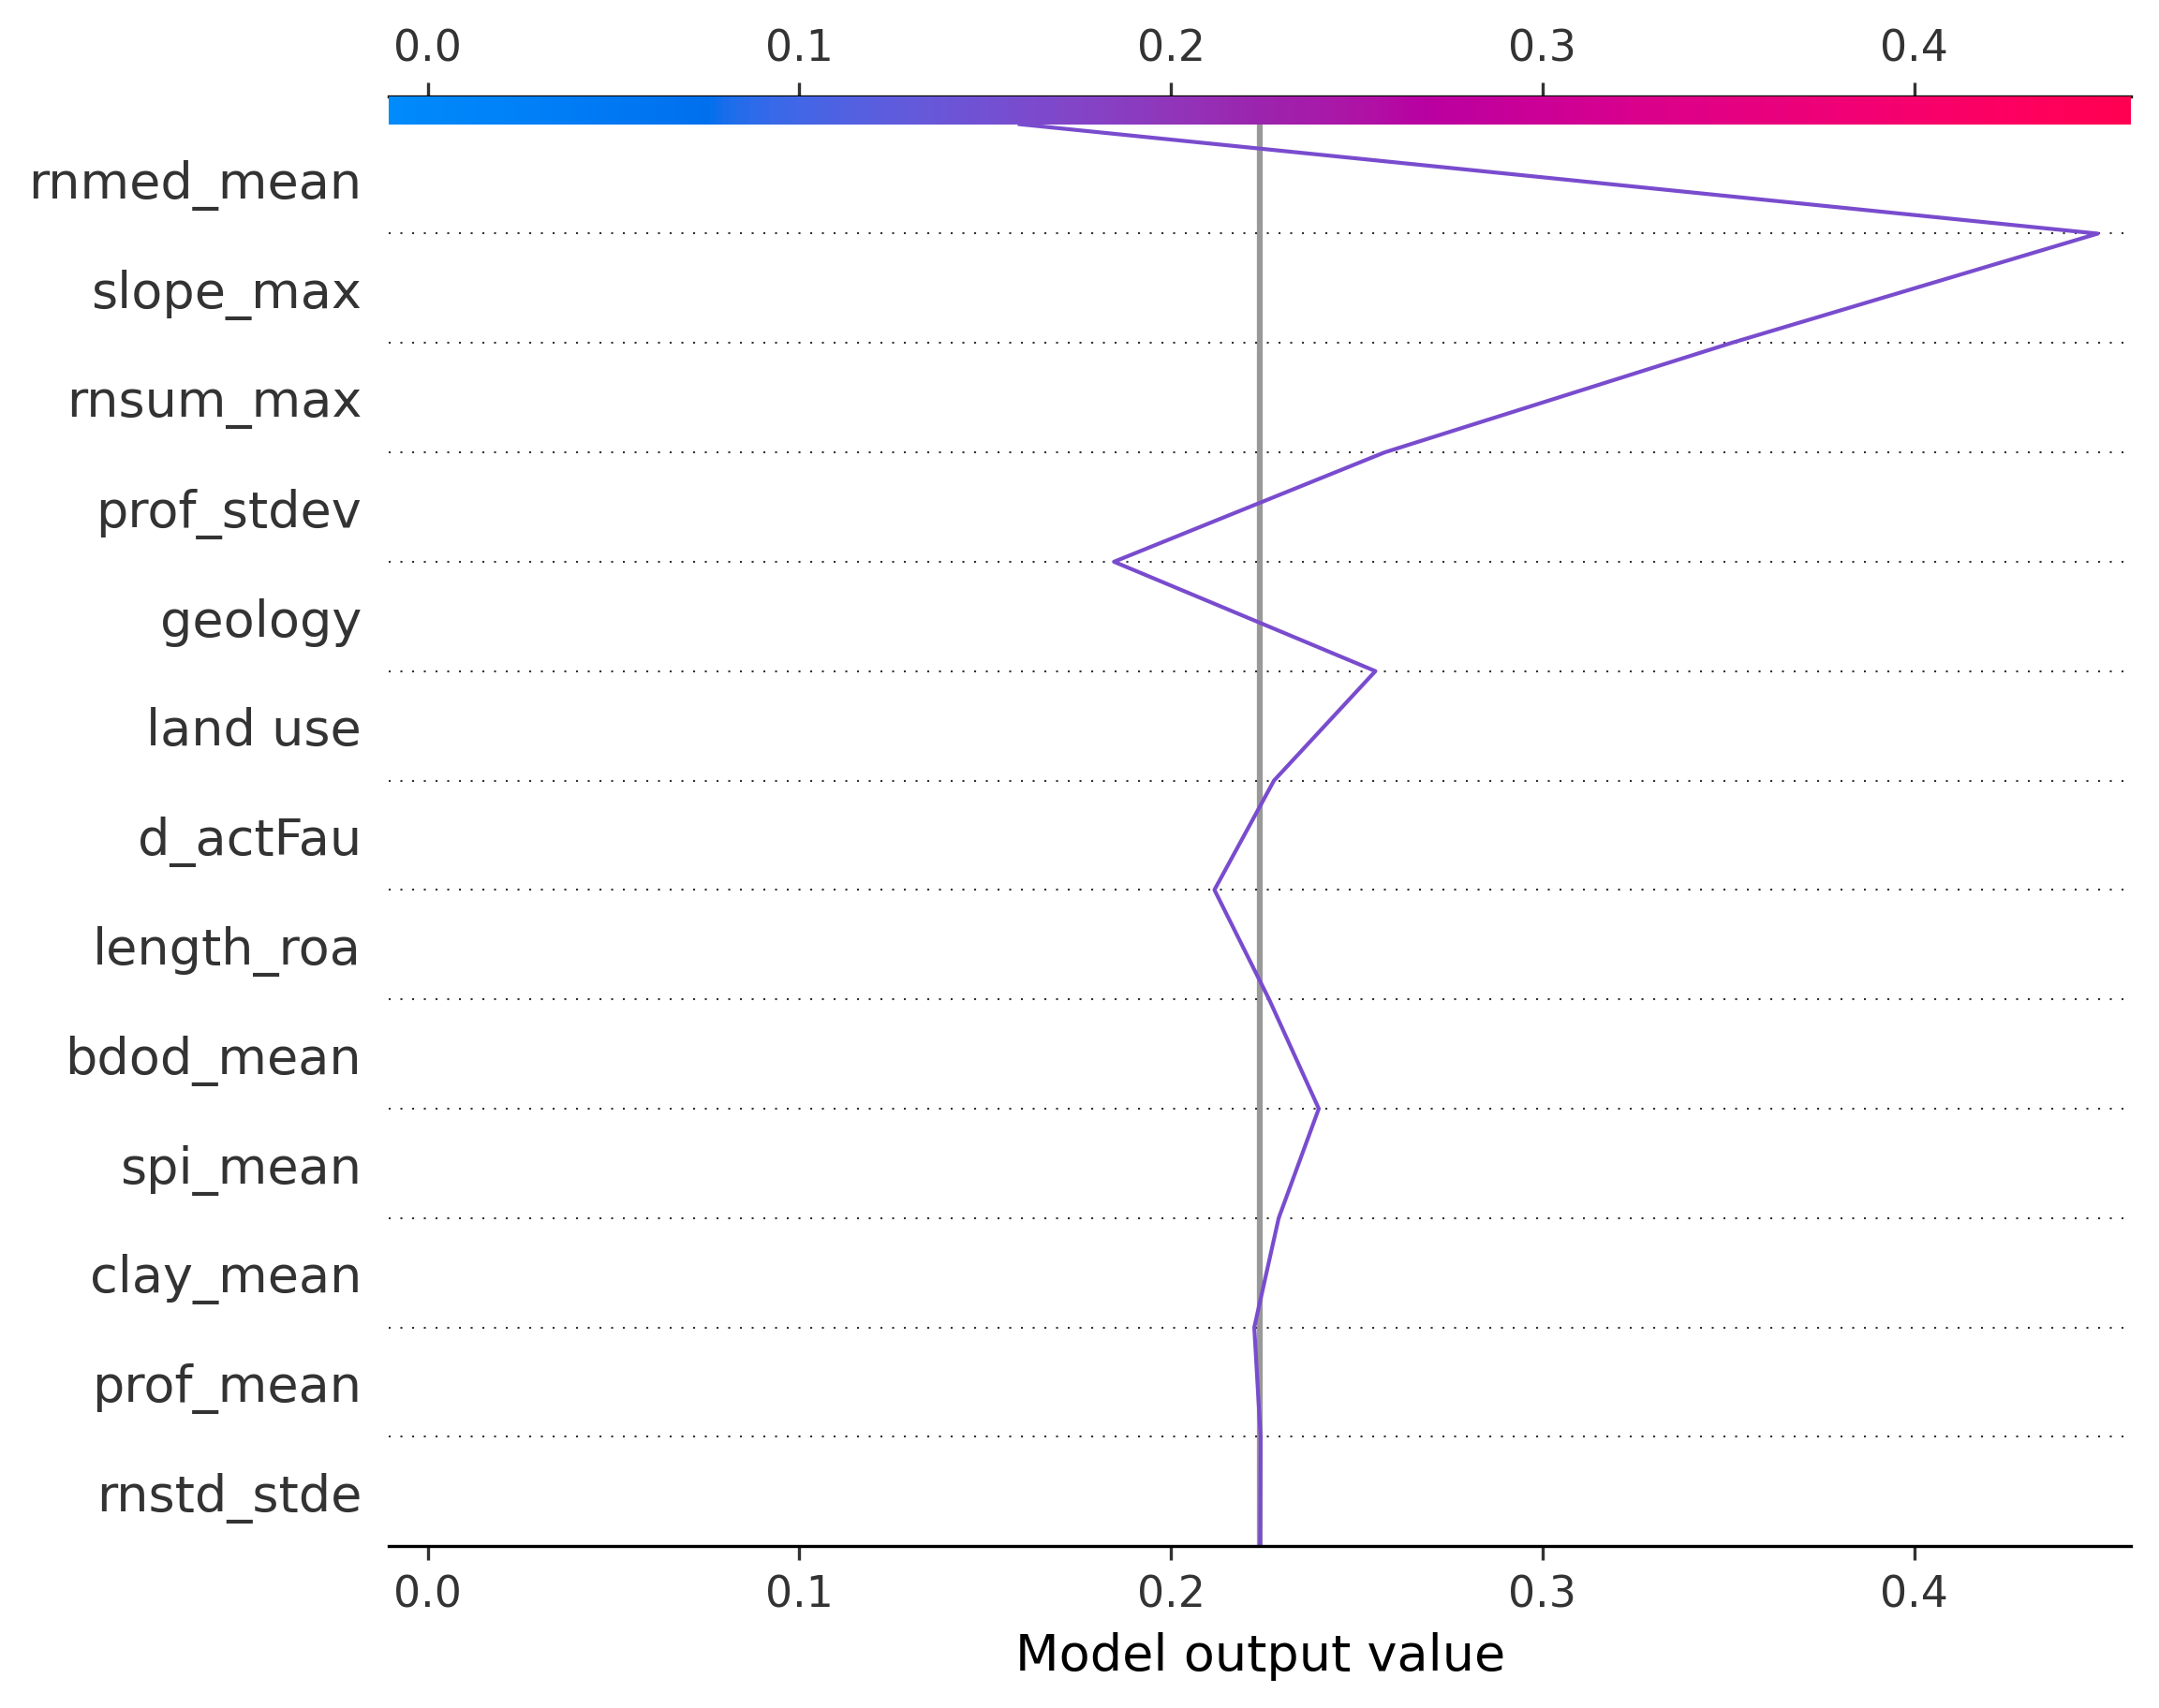 0.0 0.1 0.2 0.3 0.4
rnmed_mean
slope_max
rnsum_max
prof_stdev
geology
land use
d_actFau
length_roa
bdod_mean
spi_mean
clay_mean
prof_mean
rnstd_stde
0.0 0.1 0.2 0.3 0.4
Model output value